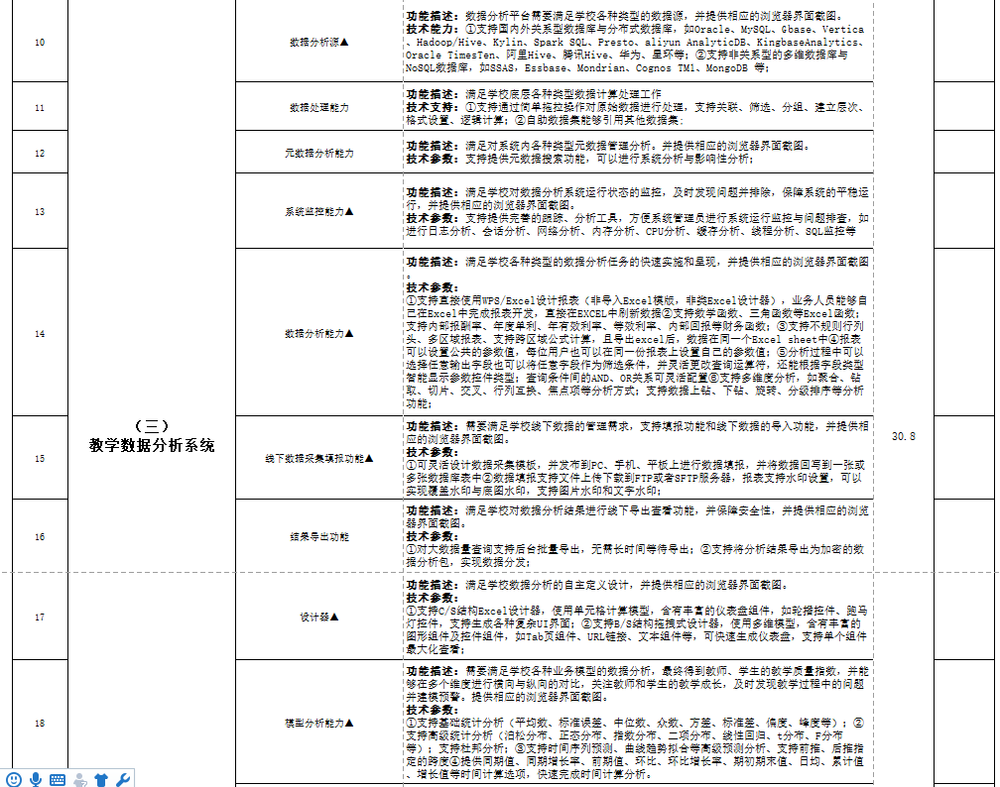 10
数据分析源▲
功能描述：数据分析平台需要满足学校各种类型的数据源，并提供相应的浏览器界面截图。
技术能力：①支持国内外关系型数据库与分布式数据库，如Oracle、MySQL、Gbase、Vertica
、Hadoop/Hive、Kylin、Spark SQL、Presto、aliyun AnalyticDB、KingbaseAnalytics、
Oracle TimesTen、阿里Hive、腾讯Hive、华为、星环等；②支持非关系型的多维数据库与
NoSQL数据库，如SSAS，Essbase、Mondrian、Cognos TM1、MongoDB 等；
11
数据处理能力
功能描述：满足学校底层各种类型数据计算处理工作
技术支持：①支持通过简单拖拉操作对原始数据进行处理，支持关联、筛选、分组、建立层次、
格式设置、逻辑计算；②自助数据集能够引用其他数据集;
12
元数据分析能力
功能描述：满足对系统内各种类型元数据管理分析。并提供相应的浏览器界面截图。
技术参数：支持提供元数据搜索功能，可以进行系统分析与影响性分析；
13
系统监控能力▲
功能描述：满足学校对数据分析系统运行状态的监控，及时发现问题并排除，保障系统的平稳运
行，并提供相应的浏览器界面截图。
技术参数：支持提供完善的跟踪、分析工具，方便系统管理员进行系统运行监控与问题排查，如
进行日志分析、会话分析、网络分析、内存分析、CPU分析、缓存分析、线程分析、SQL监控等
14
数据分析能力▲
功能描述：满足学校各种类型的数据分析任务的快速实施和呈现，并提供相应的浏览器界面截图
。
技术参数：
①支持直接使用WPS/Excel设计报表（非导入Excel模版，非类Excel设计器），业务人员能够自
己在Excel中完成报表开发，直接在EXCEL中刷新数据②支持数学函数、三角函数等Excel函数；
支持内部报酬率、年度单利、年有效利率、等效利率、内部回报等财务函数；③支持不规则行列
头、多区域报表、支持跨区域公式计算，且导出excel后，数据在同一个Excel sheet中④报表
可以设置公共的参数值，每位用户也可以在同一份报表上设置自己的参数值；⑤分析过程中可以
选择任意输出字段也可以将任意字段作为筛选条件，并灵活更改查询运算符，还能根据字段类型
智能显示参数控件类型；查询条件间的AND、OR关系可灵活配置⑥支持多维度分析，如聚合、钻
取、切片、交叉、行列互换、焦点项等分析方式；支持数据上钻、下钻、旋转、分级排序等分析
功能；
（三）
教学数据分析系统
30.8
15
线下数据采集填报功能▲
功能描述：需要满足学校线下数据的管理需求，支持填报功能和线下数据的导入功能，并提供相
应的浏览器界面截图。
技术参数：
①可灵活设计数据采集模板，并发布到PC、手机、平板上进行数据填报，并将数据回写到一张或
多张数据库表中②数据填报支持文件上传下载到FTP或者SFTP服务器，报表支持水印设置，可以
实现覆盖水印与底图水印，支持图片水印和文字水印；
16
结果导出功能
功能描述：满足学校对数据分析结果进行线下导出查看功能，并保障安全性，并提供相应的浏览
器界面截图。
技术参数：
①对大数据量查询支持后台批量导出，无需长时间等待导出；②支持将分析结果导出为加密的数
据分析包，实现数据分发；
17
设计器▲
功能描述：满足学校数据分析的自主定义设计，并提供相应的浏览器界面截图。
技术参数：
①支持C/S结构Excel设计器，使用单元格计算模型，含有丰富的仪表盘组件，如轮播控件、跑马
灯控件，支持生成各种复杂UI界面；②支持B/S结构拖拽式设计器，使用多维模型，含有丰富的
图形组件及控件组件，如Tab页组件、URL链接、文本组件等，可快速生成仪表盘，支持单个组件
最大化查看；
18
模型分析能力▲
功能描述：需要满足学校各种业务模型的数据分析，最终得到教师、学生的教学质量指数，并能
够在多个维度进行横向与纵向的对比，关注教师和学生的教学成长，及时发现教学过程中的问题
并建模预警。提供相应的浏览器界面截图。
技术参数：
①支持基础统计分析（平均数、标准误差、中位数、众数、方差、标准差、偏度、峰度等）；②
支持高级统计分析（泊松分布、正态分布、指数分布、二项分布、线性回归、t分布、F分布
等）；支持杜邦分析；③支持时间序列预测、曲线趋势拟合等高级预测分析、支持前推、后推指
定的跨度④提供同期值、同期增长率、前期值、环比、环比增长率、期初期末值、日均、累计值
、增长值等时间计算选项，快速完成时间计算分析。